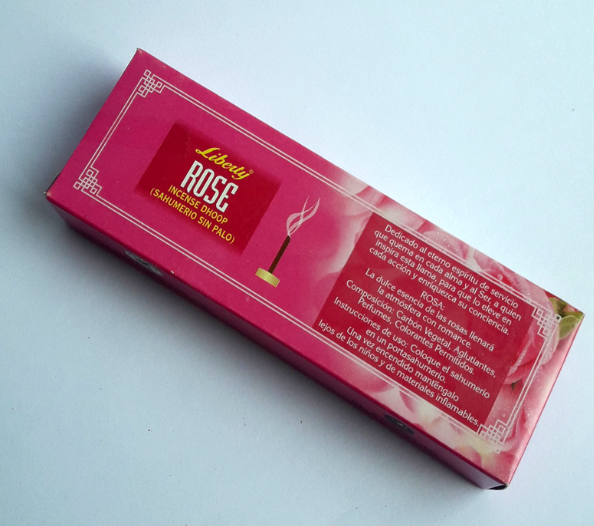 Liberty
ROSE
INCENSE DHOOP
(SAHUMERIO SIN PALO)
Dedicado al eterno espiritu de servicio
que quema en cada alma y al Ser, a quien
inspira esta llama, para que lo eleve en
cada acción y enriquezca su conciencia
ROSA:
La dulce esencia de las rosas llenará
la atmósfera con romance.
Composición: Carbón Vegetal, Aglutiantes,
Perfumes, Colorantes Permitidos.
Instrucciones de uso: Coloque el sahumerio
en un portasahumerio.
Una vez encendido manténgalo
lejos de los niños y de materiales inflamables.